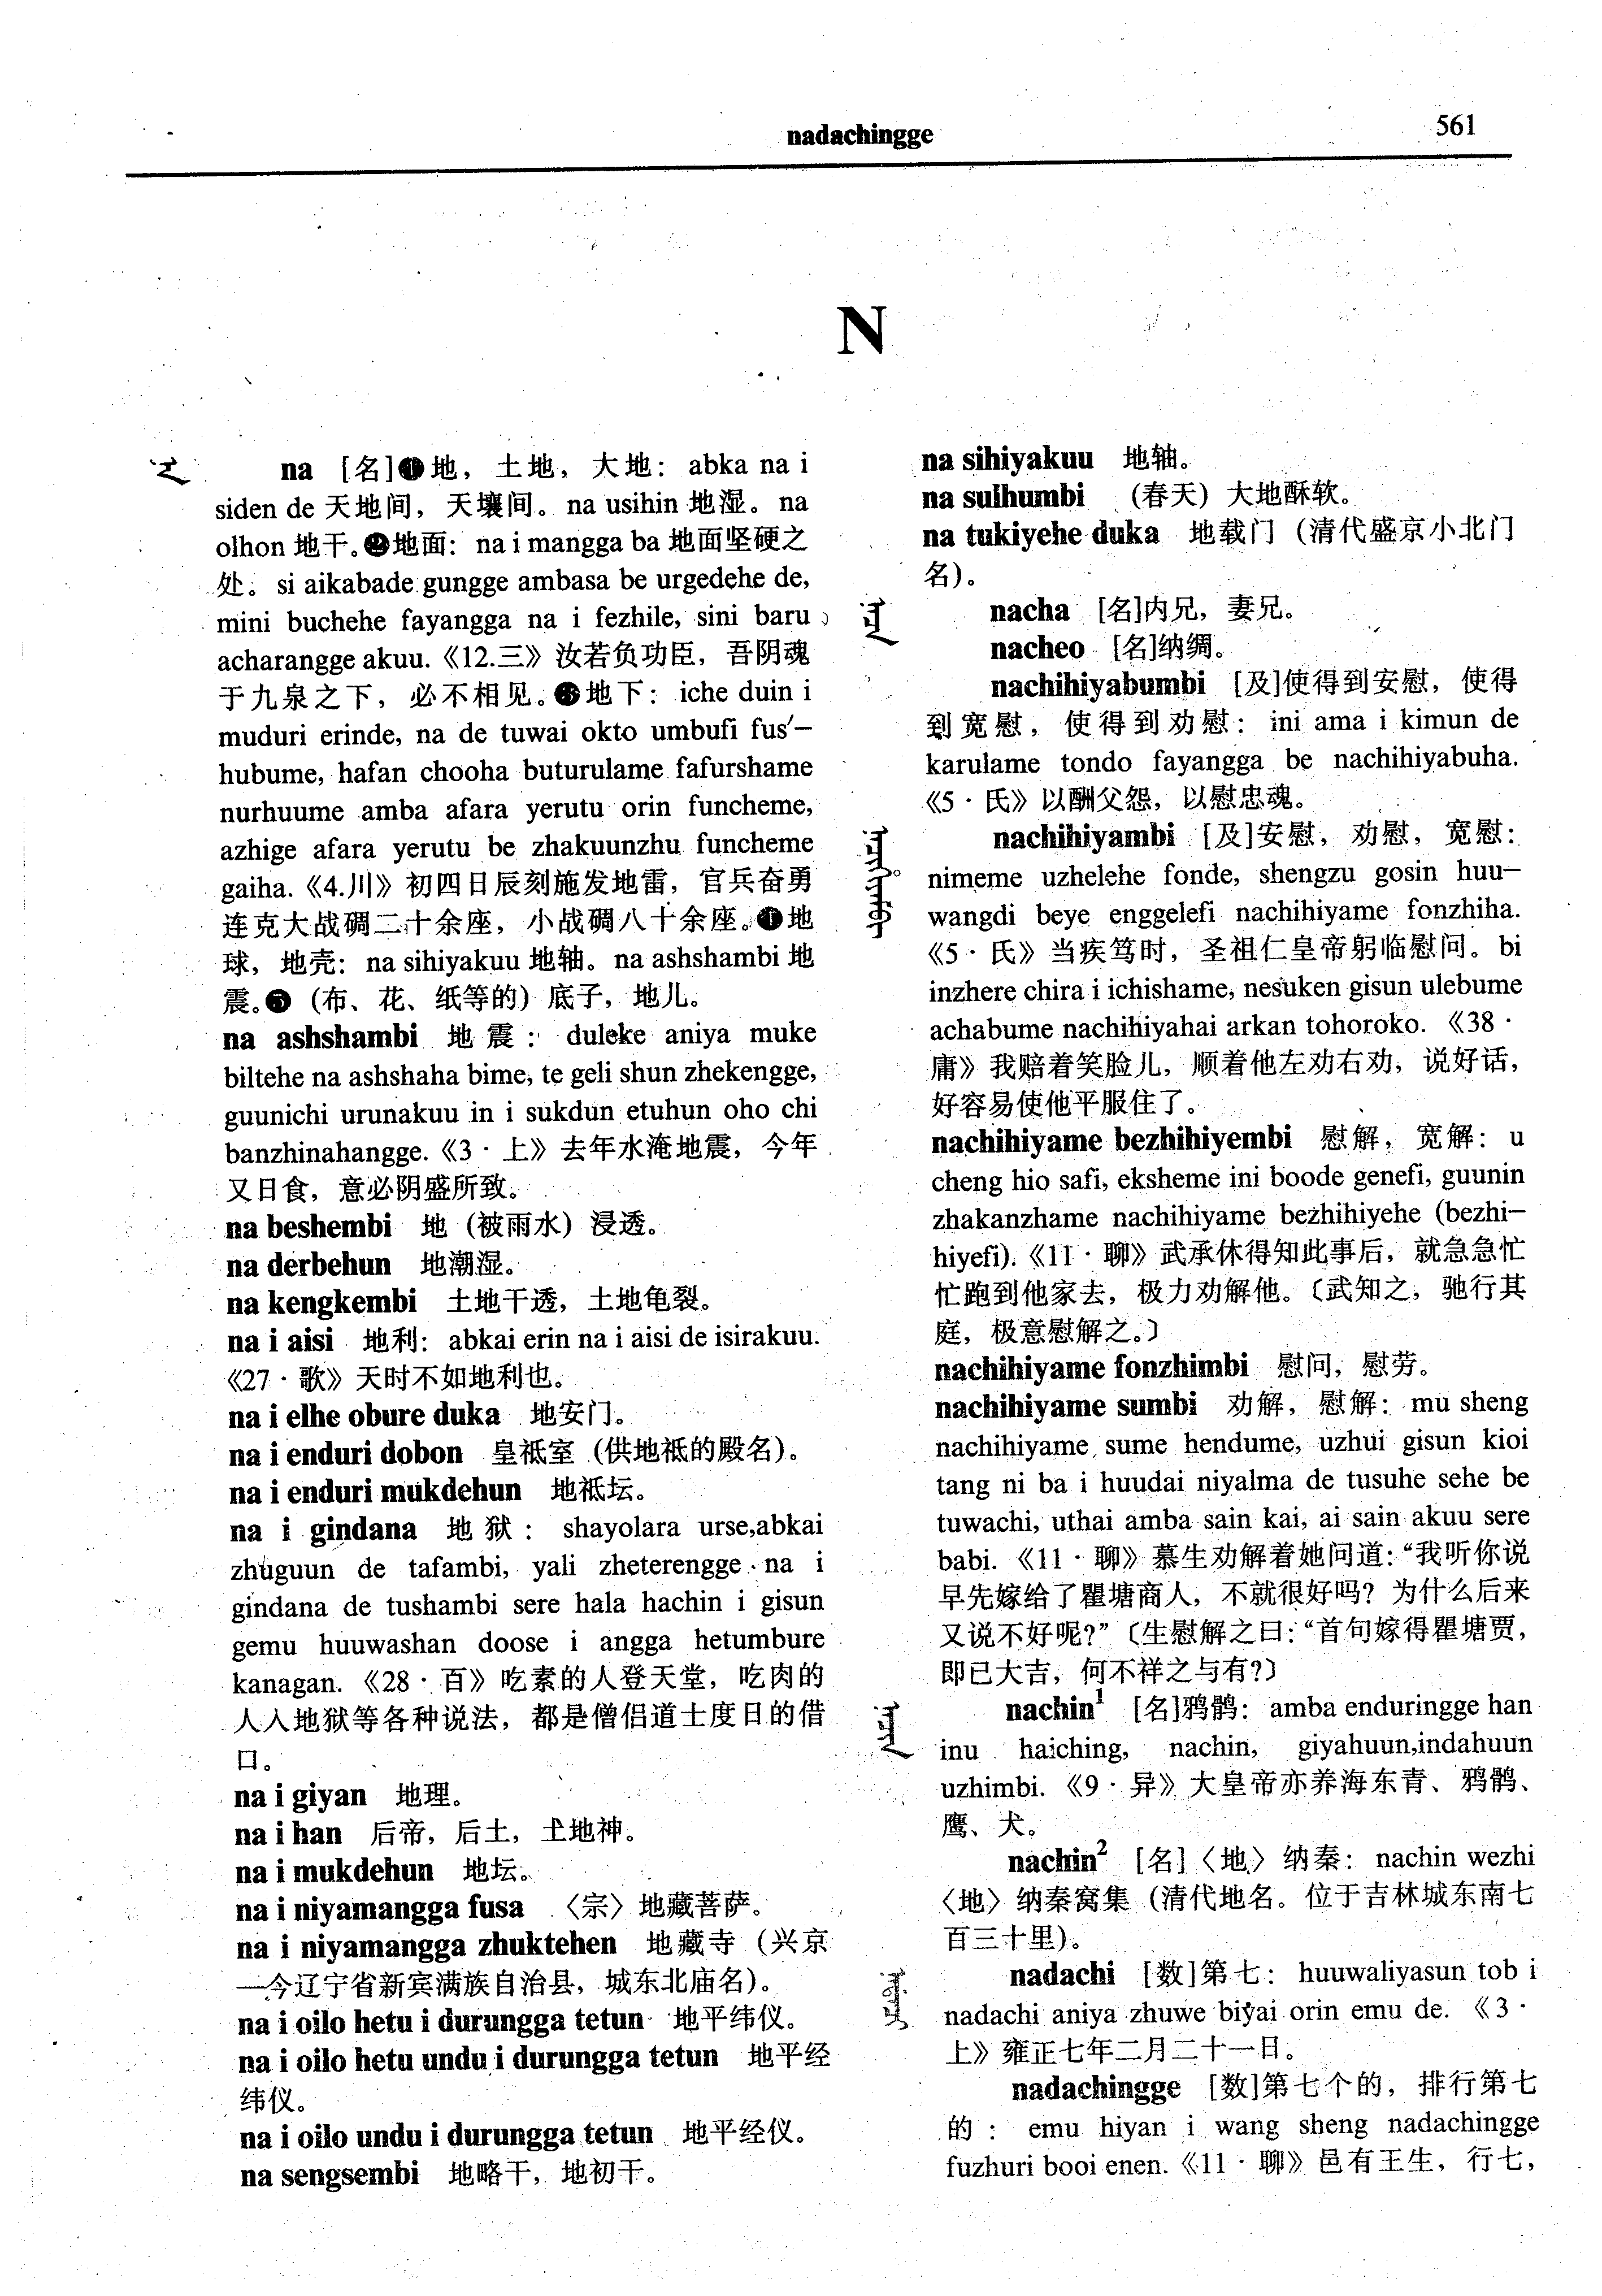 nadachingge
561
N
na [名]❶地，土地，大地：abka na i
siden de 天地间，天壤间。na usihin 地湿。na
olhon 地干。❷地面：na i mangga ba 地面坚硬之
处。si aikabade gungge ambasa be urgedehe de,
mini buchehe fayangga na i fezhile, sini baru
acharangge akuu.《12.三》汝若负功臣，吾阴魂
于九泉之下，必不相见。❸地下：iche duin i
muduri erinde, na de tuwai okto umbufi fus′—
hubume, hafan chooha buturulame fafurshame
nurhuume amba afara yerutu orin funcheme,
azhige afara yerutu be zhakuunzhu funcheme
gaiha.《4.川》初四日辰刻施发地雷，官兵奋勇
连克大战碉二十余座，小战碉八十余座。❶地
球，地壳：na sihiyakuu 地轴。na ashshambi 地
震。❺（布、花、纸等的）底子，地儿。
na ashshambi 地震：duleke aniya muke
biltehe na ashshaha bime, te geli shun zhekengge,
guunichi urunakuu in i sukdun etuhun oho chi
banzhinahangge.《3·上》去年水淹地震，今年
又日食，意必阴盛所致。
na beshembi 地（被雨水）浸透。
na derbehun 地潮湿。
na kengkembi 土地干透，土地龟裂。
na i aisi 地利：abkai erin na i aisi de isirakuu.
《27·歌》天时不如地利也。
na i elhe obure duka 地安门。
na i enduri dobon 皇祇室（供地祇的殿名）。
na i enduri mukdehun 地祇坛。
na i gindana 地狱：shayolara urse,abkai
zhuguun de tafambi, yali zheterengge na i
gindana de tushambi sere hala hachin i gisun
gemu huuwashan doose i angga hetumbure
kanagan.《28·百》吃素的人登天堂，吃肉的
人入地狱等各种说法，都是僧侣道士度日的借
口。
na i giyan 地理。
na i han 后帝，后土，土地神。
na i mukdehun 地坛。
na i niyamangga fusa 〈宗〉地藏菩萨。
na i niyamangga zhuktehen 地藏寺（兴京
—今辽宁省新宾满族自治县，城东北庙名）。
na i oilo hetu i durungga tetun 地平纬仪。
na i oilo hetu undu i durungga tetun 地平经
纬仪。
na i oilo undu i durungga tetun 地平经仪。
na sengsembi 地略干，地初干。
na sihiyakuu 地轴。
na sulhumbi （春天）大地酥软。
na tukiyehe duka 地载门（清代盛京小北门
名）。
nacha [名]内兄，妻兄。
nacheo [名]纳绸。
nachihiyabumbi [及]使得到安慰，使得
到宽慰，使得到劝慰：ini ama i kimun de
karulame tondo fayangga be nachihiyabuha.
《5·氏》以酬父怨，以慰忠魂。
nachihiyambi [及]安慰，劝慰，宽慰：
nimeme uzhelehe fonde, shengzu gosin huu—
wangdi beye enggelefi nachihiyame fonzhiha.
《5·氏》当疾笃时，圣祖仁皇帝躬临慰问。bi
inzhere chira i ichishame, nesuken gisun ulebume
achabume nachihiyahai arkan tohoroko.《38·
庸》我赔着笑脸儿，顺着他左劝右劝，说好话，
好容易使他平服住了。
nachihiyame bezhihiyembi 慰解，宽解：u
cheng hio safi, eksheme ini boode genefi, guunin
zhakanzhame nachihiyame bezhihiyehe (bezhi—
hiyefi).《11·聊》武承休得知此事后，就急急忙
忙跑到他家去，极力劝解他。〔武知之，驰行其
庭，极意慰解之。〕
nachihiyame fonzhimbi 慰问，慰劳。
nachihiyame sumbi 劝解，慰解：mu sheng
nachihiyame sume hendume, uzhui gisun kioi
tang ni ba i huudai niyalma de tusuhe sehe be
tuwachi, uthai amba sain kai, ai sain akuu sere
babi.《11·聊》慕生劝解着她问道：“我听你说
早先嫁给了瞿塘商人，不就很好吗？为什么后来
又说不好呢？”〔生慰解之曰：“首句嫁得瞿塘贾，
即已大吉，何不祥之与有？〕
nachin¹ [名]鸦鹘：amba enduringge han
inu haiching, nachin, giyahuun,indahuun
uzhimbi.《9·异》大皇帝亦养海东青、鸦鹘、
鹰、犬。
nachin² [名]〈地〉纳秦：nachin wezhi
〈地〉纳秦窝集（清代地名。位于吉林城东南七
百三十里）。
nadachi [数]第七：huuwaliyasun tob i
nadachi aniya zhuwe biyai orin emu de.《3·
上》雍正七年二月二十一日。
nadachingge [数]第七个的，排行第七
的：emu hiyan i wang sheng nadachingge
fuzhuri booi enen.《11·聊》邑有王生，行七，